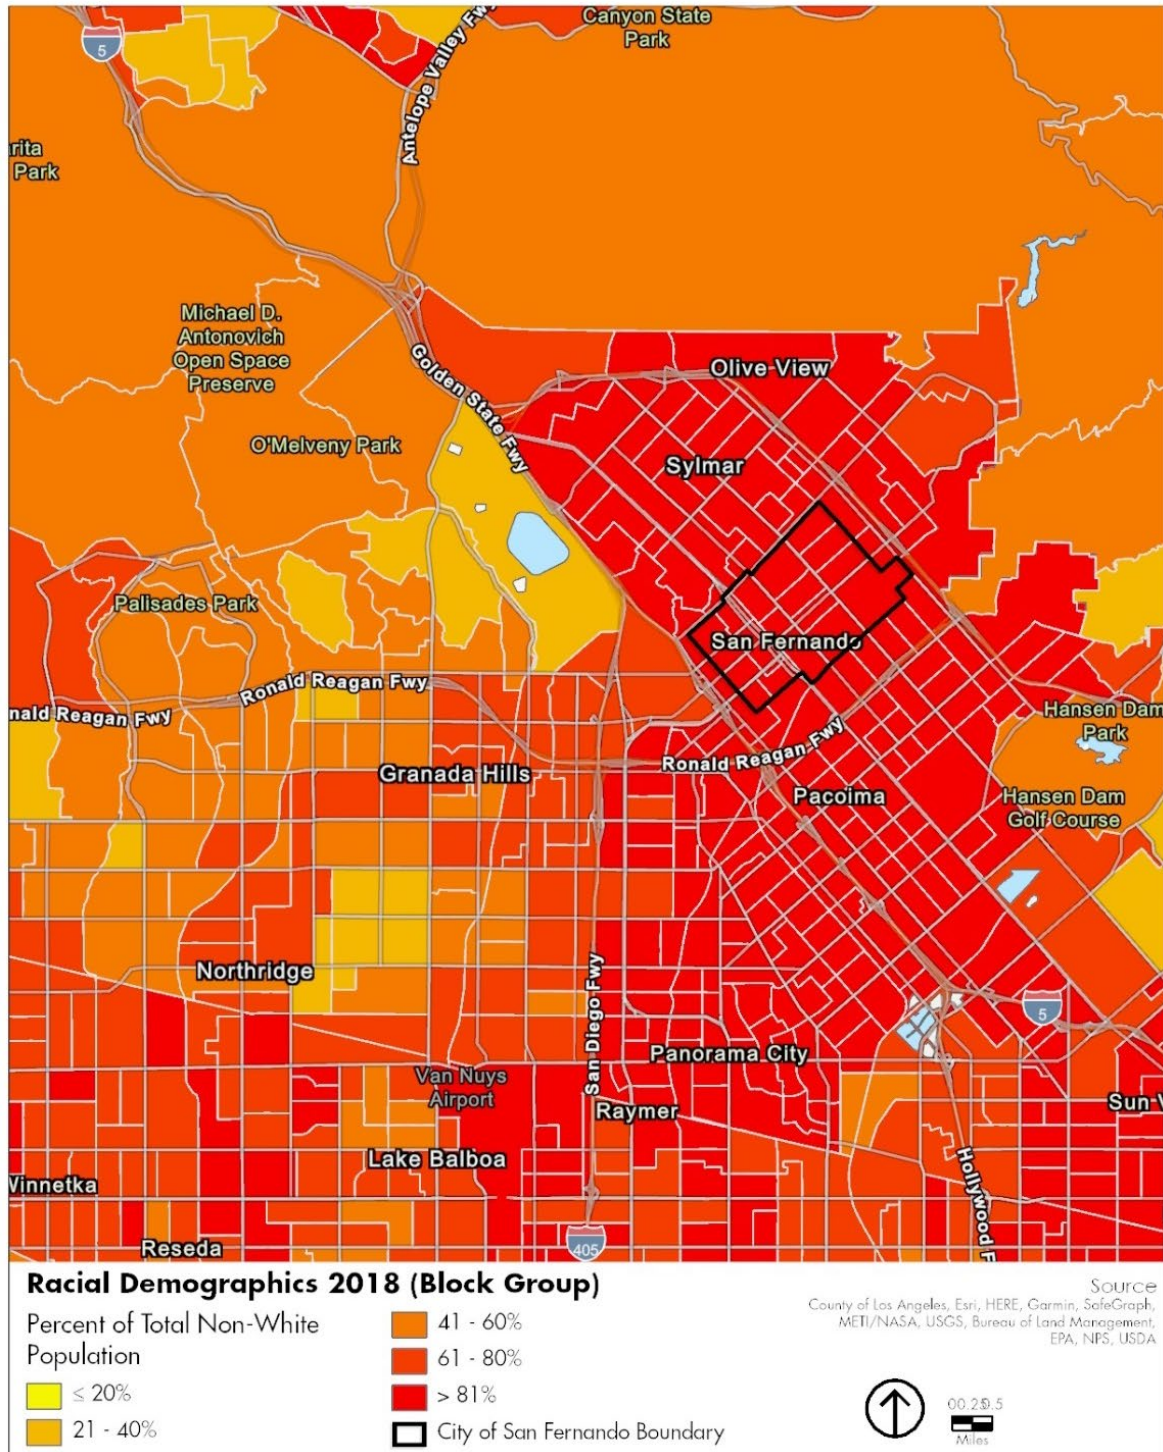 Canyon State
Park
5
Antelope Valley Fwy
rita
Park
Michael D.
Antonovich
Open Space
Preserve
Golden State Fwy
Olive View
O'Melveny Park
Sylmar
Palisades Park
San Fernando
Ronald Reagan Fwy
nald Reagan Fwy
Hansen Dam
Park
Ronald Reagan Fwy
Granada Hills
Pacoima
Hansen Dam
Golf Course
Northridge
San Diego Fwy
5
Panorama City
Van Nuys
Airport
Raymer
Sun V
Lake Balboa
Hollywood F
Winnetka
Reseda
405
Racial Demographics 2018 (Block Group)
Percent of Total Non-White
Population
≤ 20%
21 - 40%
41 - 60%
61 - 80%
> 81%
City of San Fernando Boundary
Source
County of Los Angeles, Esri, HERE, Garmin, SafeGraph,
METI/NASA, USGS, Bureau of Land Management,
EPA, NPS, USDA
Miles